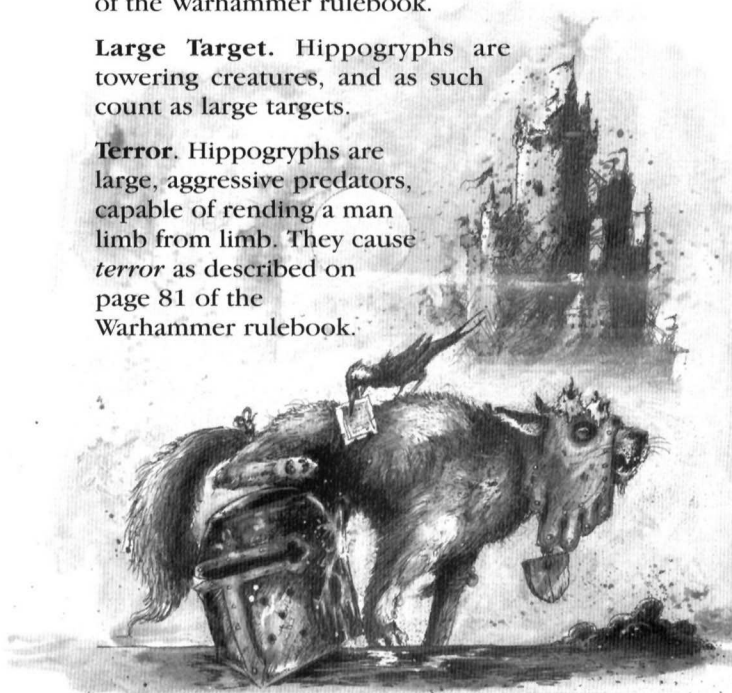 of the Warhammer rulebook.
Large Target. Hippogryphs are
towering creatures, and as such
count as large targets.
Terror. Hippogryphs are
large, aggressive predators,
capable of rending a man
limb from limb. They cause
terror as described on
page 81 of the
Warhammer rulebook.